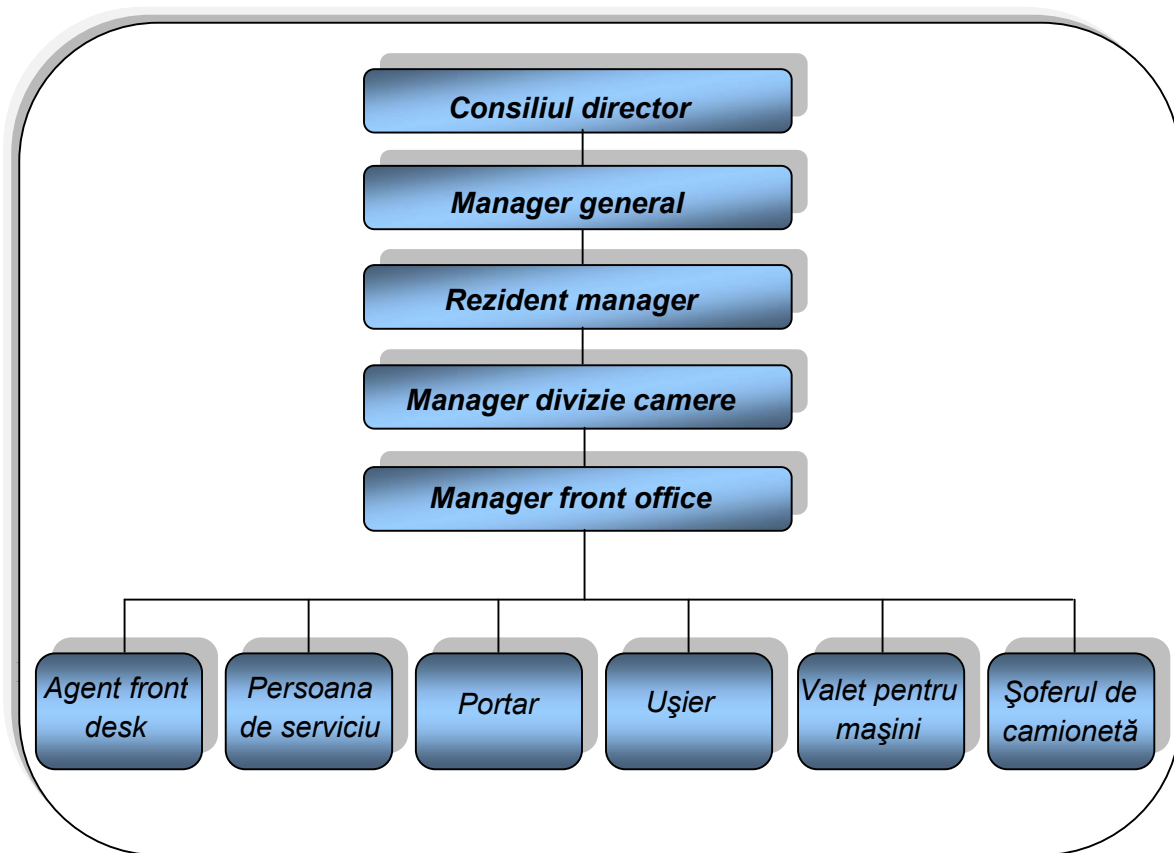 Consiliul director
Manager general
Rezident manager
Manager divizie camere
Manager front office
Agent front
desk
Persoana
de serviciu
Portar
Uşier
Valet pentru
maşini
Şoferul de
camionetă